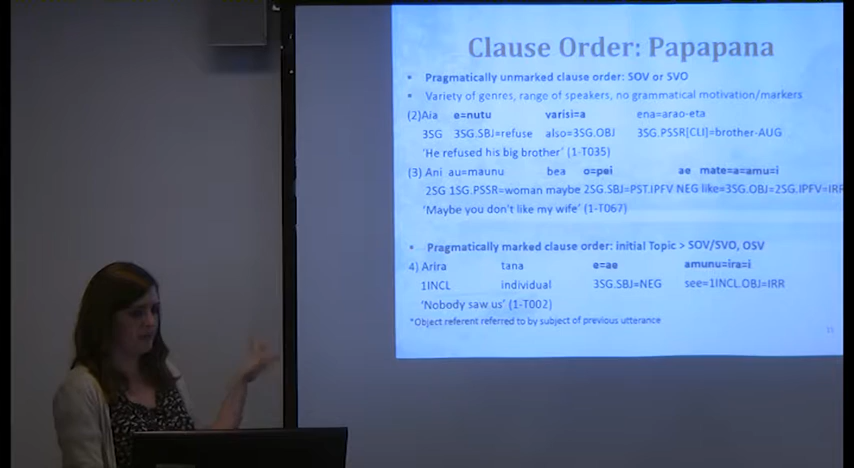 Clause Order: Papapana
▪ Pragmatically unmarked clause order: SOV or SVO
▪ Variety of genres, range of speakers, no grammatical motivation/markers
(2)Aia e=nutu varisi=a ena=arao-eta
3SG 3SG.SBJ=refuse also=3SG.OBJ 3SG.PSSR[CLI]=brother-AUG
‘He refused his big brother’ (1-T035)
(3) Ani au=maunu bea o=pei ae mate=a=amu=i
2SG 1SG.PSSR=woman maybe 2SG.SBJ=PST.IPFV NEG like=3SG.OBJ=2SG.IPFV=IRR
‘Maybe you don't like my wife’ (1-T067)
▪ Pragmatically marked clause order: initial Topic > SOV/SVO, OSV
4) Arira tana e=ae amunu=ira=i
1INCL individual 3SG.SBJ=NEG see=1INCL.OBJ=IRR
‘Nobody saw us’ (1-T002)
*Object referent referred to by subject of previous utterance